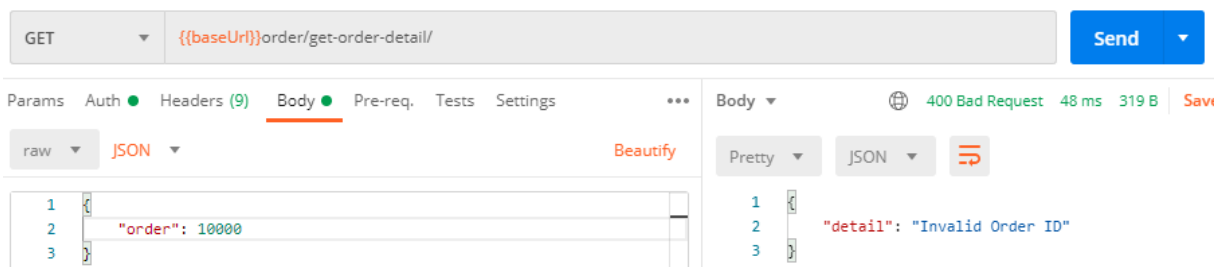 GET {{baseUrl}}order/get-order-detail/ Send
Params Auth Headers (9) Body Pre-req. Tests Settings ••• Body 400 Bad Request 48 ms 319 B Save
raw JSON Beautify Pretty JSON
1 {
2 "order": 10000
3 }
1 {
2 "detail": "Invalid Order ID"
3 }